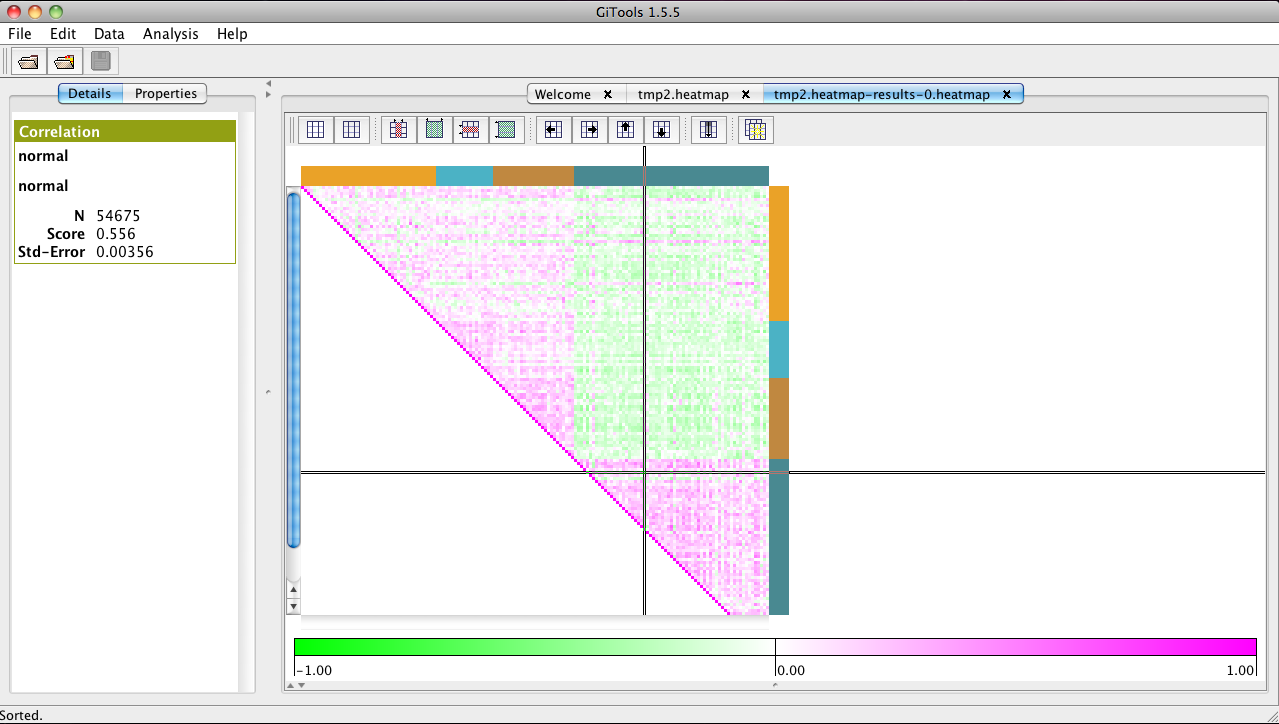 GiTools 1.5.5
File Edit Data Analysis Help
Details Properties
Welcome x tmp2.heatmap x tmp2.heatmap-results-0.heatmap x
Correlation
normal
normal
N 54675
Score 0.556
Std-Error 0.00356
-1.00 0.00 1.00
Sorted.